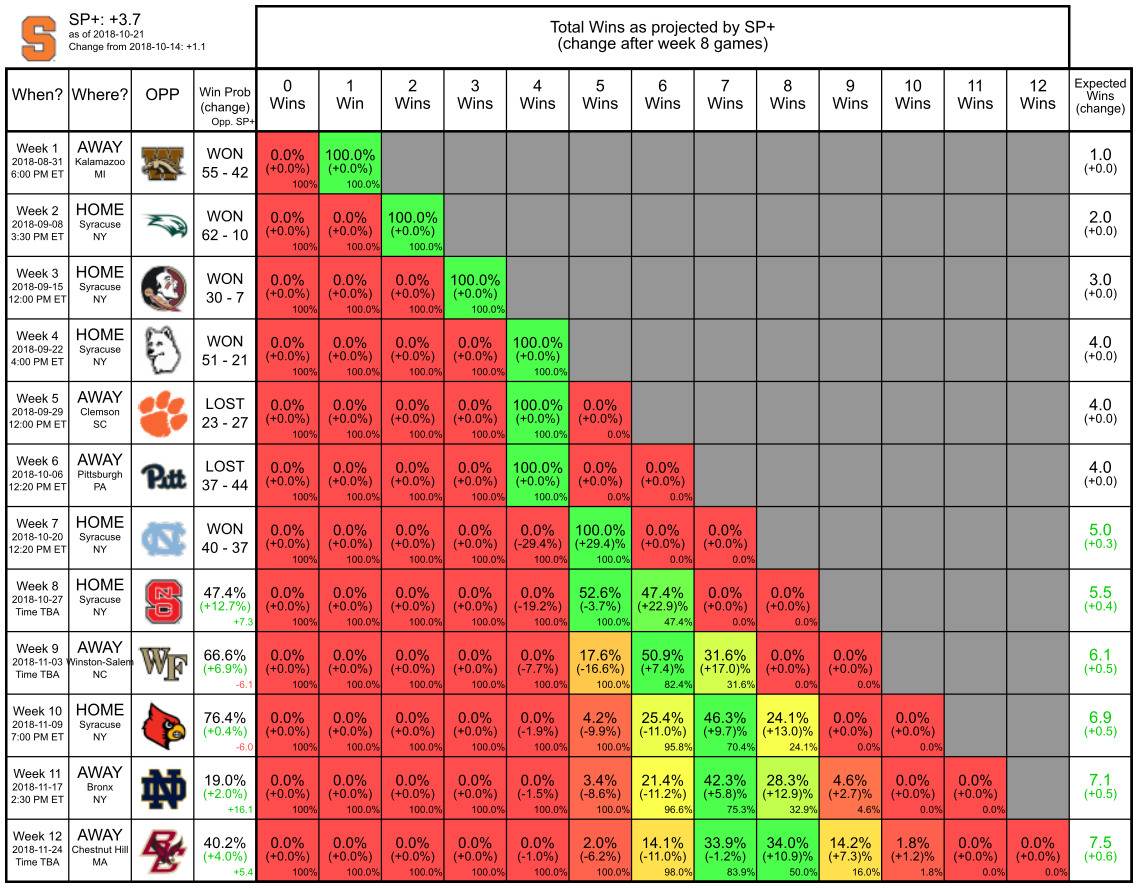 SP+: +3.7
as of 2018-10-21
Change from 2018-10-14: +1.1
Total Wins as projected by SP+
(change after week 8 games)
When? Where? OPP Win Prob (change) Opp. SP+ 0 Wins 1 Win 2 Wins 3 Wins 4 Wins 5 Wins 6 Wins 7 Wins 8 Wins 9 Wins 10 Wins 11 Wins 12 Wins Expected Wins (change)
Week 1 AWAY WON 0.0% 100.0% 1.0
2018-08-31 Kalamazoo (+0.0%) (+0.0%) (+0.0)
6:00 PM ET MI 55 - 42 100% 100.0%
Week 2 HOME WON 0.0% 0.0% 100.0% 2.0
2018-09-08 Syracuse (+0.0%) (+0.0%) (+0.0%) (+0.0)
3:30 PM ET NY 62 - 10 100% 100.0% 100.0%
Week 3 HOME WON 0.0% 0.0% 0.0% 100.0% 3.0
2018-09-15 Syracuse (+0.0%) (+0.0%) (+0.0%) (+0.0%) (+0.0)
12:00 PM ET NY 30 - 7 100% 100.0% 100.0% 100.0%
Week 4 HOME WON 0.0% 0.0% 0.0% 0.0% 100.0% 4.0
2018-09-22 Syracuse (+0.0%) (+0.0%) (+0.0%) (+0.0%) (+0.0%) (+0.0)
4:00 PM ET NY 51 - 21 100% 100.0% 100.0% 100.0% 100.0%
Week 5 AWAY LOST 0.0% 0.0% 0.0% 0.0% 100.0% 0.0% 4.0
2018-09-29 Clemson (+0.0%) (+0.0%) (+0.0%) (+0.0%) (+0.0%) (+0.0%) (+0.0)
12:00 PM ET SC 23 - 27 100% 100.0% 100.0% 100.0% 100.0% 0.0%
Week 6 AWAY Pitt LOST 0.0% 0.0% 0.0% 0.0% 100.0% 0.0% 0.0% 4.0
2018-10-06 Pittsburgh (+0.0%) (+0.0%) (+0.0%) (+0.0%) (+0.0%) (+0.0%) (+0.0%) (+0.0)
12:20 PM ET PA 37 - 44 100% 100.0% 100.0% 100.0% 100.0% 0.0% 0.0%
Week 7 HOME NC WON 0.0% 0.0% 0.0% 0.0% 0.0% 100.0% 0.0% 0.0% 5.0
2018-10-20 Syracuse (+0.0%) (+0.0%) (+0.0%) (+0.0%) (-29.4%) (+29.4)% (+0.0%) (+0.0%) (+0.3)
12:20 PM ET NY 40 - 37 100% 100.0% 100.0% 100.0% 100.0% 100.0% 0.0% 0.0%
Week 8 HOME 47.4% 0.0% 0.0% 0.0% 0.0% 0.0% 52.6% 47.4% 0.0% 0.0% 5.5
2018-10-27 Syracuse (+12.7%) (+0.0%) (+0.0%) (+0.0%) (+0.0%) (-19.2%) (-3.7%) (+22.9)% (+0.0%) (+0.0%) (+0.4)
Time TBA NY +7.3 100% 100.0% 100.0% 100.0% 100.0% 100.0% 47.4% 0.0% 0.0%
Week 9 AWAY WF 66.6% 0.0% 0.0% 0.0% 0.0% 0.0% 17.6% 50.9% 31.6% 0.0% 0.0% 6.1
2018-11-03 Winston-Salem (+6.9%) (+0.0%) (+0.0%) (+0.0%) (+0.0%) (-7.7%) (-16.6%) (+7.4)% (+17.0%) (+0.0%) (+0.0%) (+0.5)
Time TBA NC -6.1 100% 100.0% 100.0% 100.0% 100.0% 100.0% 82.4% 31.6% 0.0% 0.0%
Week 10 HOME 76.4% 0.0% 0.0% 0.0% 0.0% 0.0% 4.2% 25.4% 46.3% 24.1% 0.0% 0.0% 6.9
2018-11-09 Syracuse (+0.4%) (+0.0%) (+0.0%) (+0.0%) (+0.0%) (-1.9%) (-9.9%) (-11.0%) (+9.7)% (+13.0%) (+0.0%) (+0.0%) (+0.5)
7:00 PM ET NY -6.0 100% 100.0% 100.0% 100.0% 100.0% 100.0% 95.8% 70.4% 24.1% 0.0% 0.0%
Week 11 AWAY ND 19.0% 0.0% 0.0% 0.0% 0.0% 0.0% 3.4% 21.4% 42.3% 28.3% 4.6% 0.0% 0.0% 7.1
2018-11-17 Bronx (+2.0%) (+0.0%) (+0.0%) (+0.0%) (+0.0%) (-1.5%) (-8.6%) (-11.2%) (+5.8)% (+12.9%) (+2.7)% (+0.0%) (+0.0%) (+0.5)
2:30 PM ET NY +16.1 100% 100.0% 100.0% 100.0% 100.0% 100.0% 96.6% 75.3% 32.9% 4.6% 0.0% 0.0%
Week 12 AWAY BC 40.2% 0.0% 0.0% 0.0% 0.0% 0.0% 2.0% 14.1% 33.9% 34.0% 14.2% 1.8% 0.0% 0.0% 7.5
2018-11-24 Chestnut Hill (+4.0%) (+0.0%) (+0.0%) (+0.0%) (+0.0%) (-1.0%) (-6.2%) (-11.0%) (-1.2%) (+10.9)% (+7.3%) (+1.2)% (+0.0%) (+0.0%) (+0.6)
Time TBA MA +5.4 100% 100.0% 100.0% 100.0% 100.0% 100.0% 98.0% 83.9% 50.0% 16.0% 1.8% 0.0% 0.0%